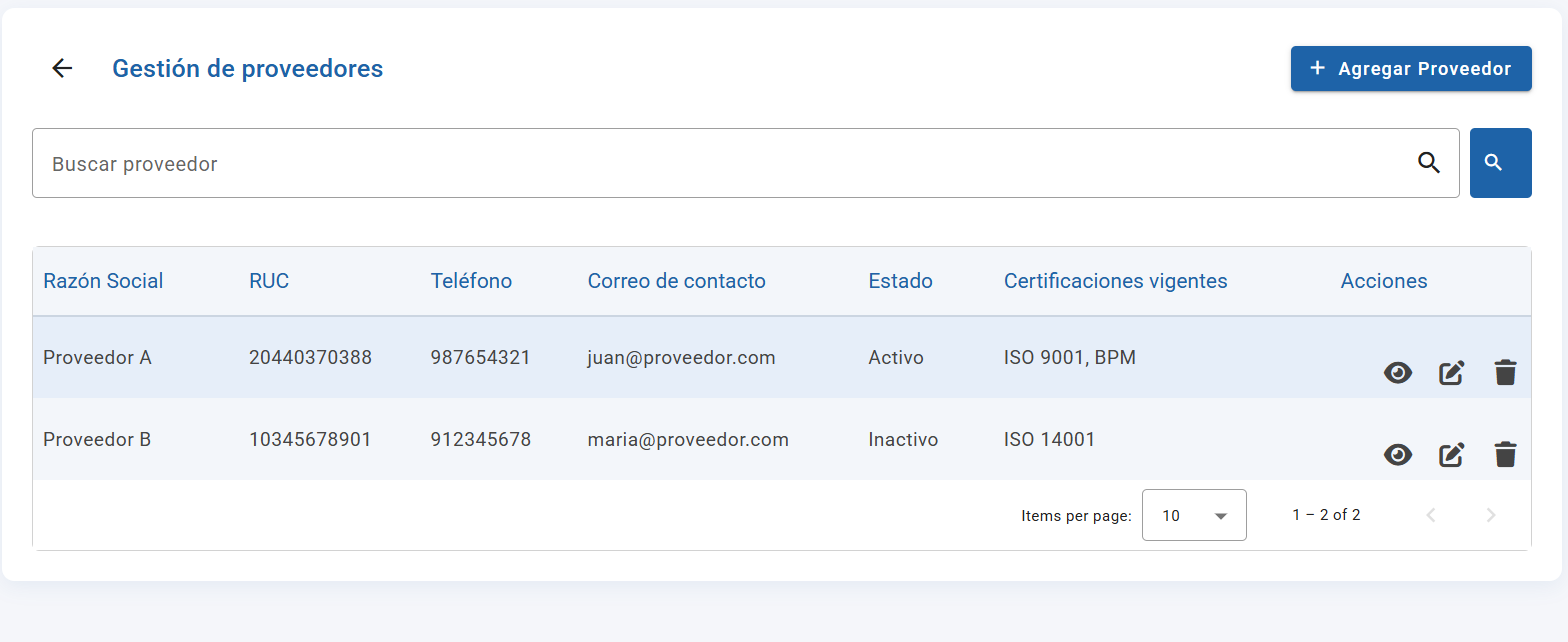 Gestión de proveedores
+ Agregar Proveedor
Buscar proveedor
Razón Social RUC Teléfono Correo de contacto Estado Certificaciones vigentes Acciones
Proveedor A 20440370388 987654321 juan@proveedor.com Activo ISO 9001, BPM
Proveedor B 10345678901 912345678 maria@proveedor.com Inactivo ISO 14001
Items per page: 10 1 – 2 of 2